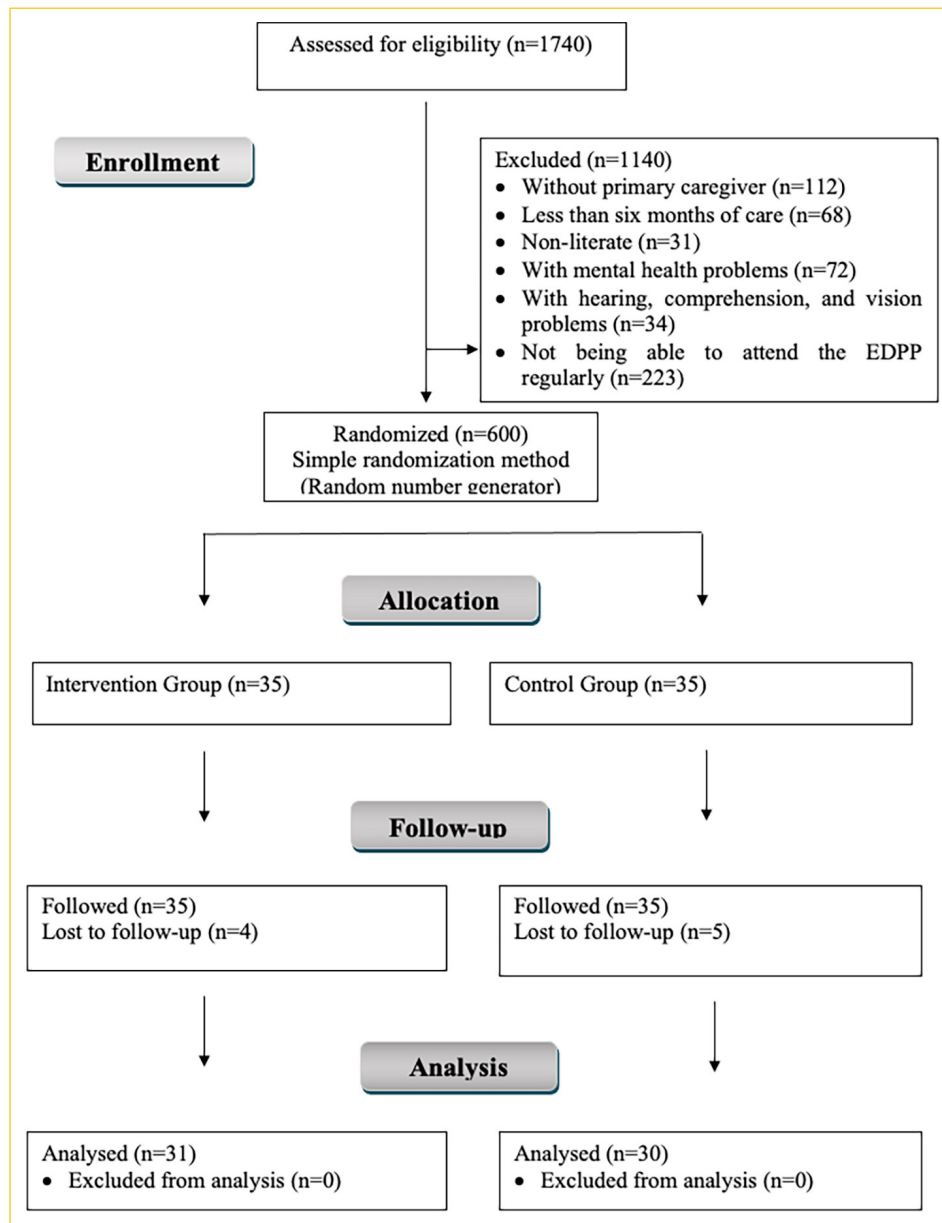 Assessed for eligibility (n=1740)
Enrollment
Excluded (n=1140)
• Without primary caregiver (n=112)
• Less than six months of care (n=68)
• Non-literate (n=31)
• With mental health problems (n=72)
• With hearing, comprehension, and vision
problems (n=34)
• Not being able to attend the EDPP
regularly (n=223)
Randomized (n=600)
Simple randomization method
(Random number generator)
Allocation
Intervention Group (n=35)
Control Group (n=35)
Follow-up
Followed (n=35)
Lost to follow-up (n=4)
Followed (n=35)
Lost to follow-up (n=5)
Analysis
Analysed (n=31)
• Excluded from analysis (n=0)
Analysed (n=30)
• Excluded from analysis (n=0)